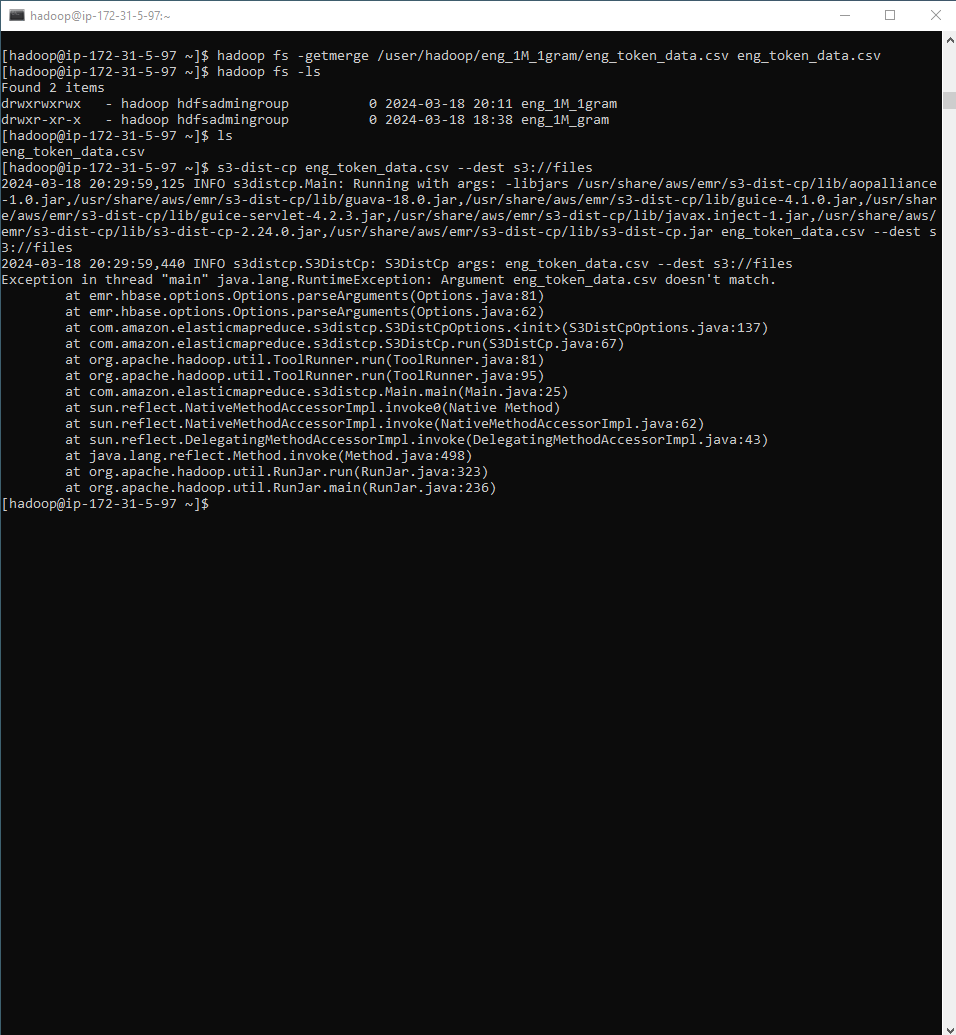 hadoop@ip-172-31-5-97:~
[hadoop@ip-172-31-5-97 ~]$ hadoop fs -getmerge /user/hadoop/eng_1M_1gram/eng_token_data.csv eng_token_data.csv
[hadoop@ip-172-31-5-97 ~]$ hadoop fs -ls
Found 2 items
drwxrwxrwx   - hadoop hdfsadmingroup          0 2024-03-18 20:11 eng_1M_1gram
drwxr-xr-x   - hadoop hdfsadmingroup          0 2024-03-18 18:38 eng_1M_gram
[hadoop@ip-172-31-5-97 ~]$ ls
eng_token_data.csv
[hadoop@ip-172-31-5-97 ~]$ s3-dist-cp eng_token_data.csv --dest s3://files
2024-03-18 20:29:59,125 INFO s3distcp.Main: Running with args: -libjars /usr/share/aws/emr/s3-dist-cp/lib/aopalliance
-1.0.jar,/usr/share/aws/emr/s3-dist-cp/lib/guava-18.0.jar,/usr/share/aws/emr/s3-dist-cp/lib/guice-4.1.0.jar,/usr/shar
e/aws/emr/s3-dist-cp/lib/guice-servlet-4.2.3.jar,/usr/share/aws/emr/s3-dist-cp/lib/javax.inject-1.jar,/usr/share/aws/
emr/s3-dist-cp/lib/s3-dist-cp-2.24.0.jar,/usr/share/aws/emr/s3-dist-cp/lib/s3-dist-cp.jar eng_token_data.csv --dest s
3://files
2024-03-18 20:29:59,440 INFO s3distcp.S3DistCp: S3DistCp args: eng_token_data.csv --dest s3://files
Exception in thread "main" java.lang.RuntimeException: Argument eng_token_data.csv doesn't match.
        at emr.hbase.options.Options.parseArguments(Options.java:81)
        at emr.hbase.options.Options.parseArguments(Options.java:62)
        at com.amazon.elasticmapreduce.s3distcp.S3DistCpOptions.<init>(S3DistCpOptions.java:137)
        at com.amazon.elasticmapreduce.s3distcp.S3DistCp.run(S3DistCp.java:67)
        at org.apache.hadoop.util.ToolRunner.run(ToolRunner.java:81)
        at org.apache.hadoop.util.ToolRunner.run(ToolRunner.java:95)
        at com.amazon.elasticmapreduce.s3distcp.Main.main(Main.java:25)
        at sun.reflect.NativeMethodAccessorImpl.invoke0(Native Method)
        at sun.reflect.NativeMethodAccessorImpl.invoke(NativeMethodAccessorImpl.java:62)
        at sun.reflect.DelegatingMethodAccessorImpl.invoke(DelegatingMethodAccessorImpl.java:43)
        at java.lang.reflect.Method.invoke(Method.java:498)
        at org.apache.hadoop.util.RunJar.run(RunJar.java:323)
        at org.apache.hadoop.util.RunJar.main(RunJar.java:236)
[hadoop@ip-172-31-5-97 ~]$